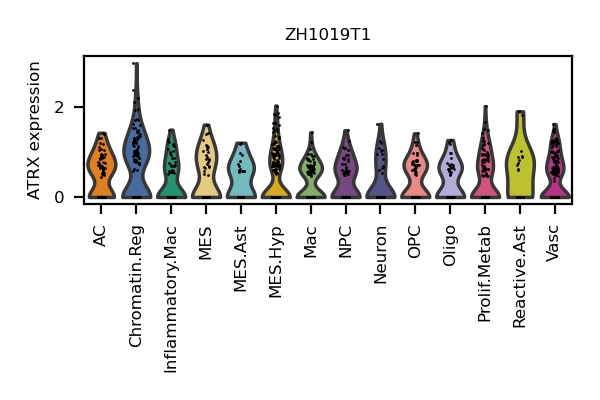 ZH1019T1
ATRX expression
2
0
AC
Chromatin.Reg
Inflammatory.Mac
MES
MES.Ast
MES.Hyp
Mac
NPC
Neuron
OPC
Oligo
Prolif.Metab
Reactive.Ast
Vasc